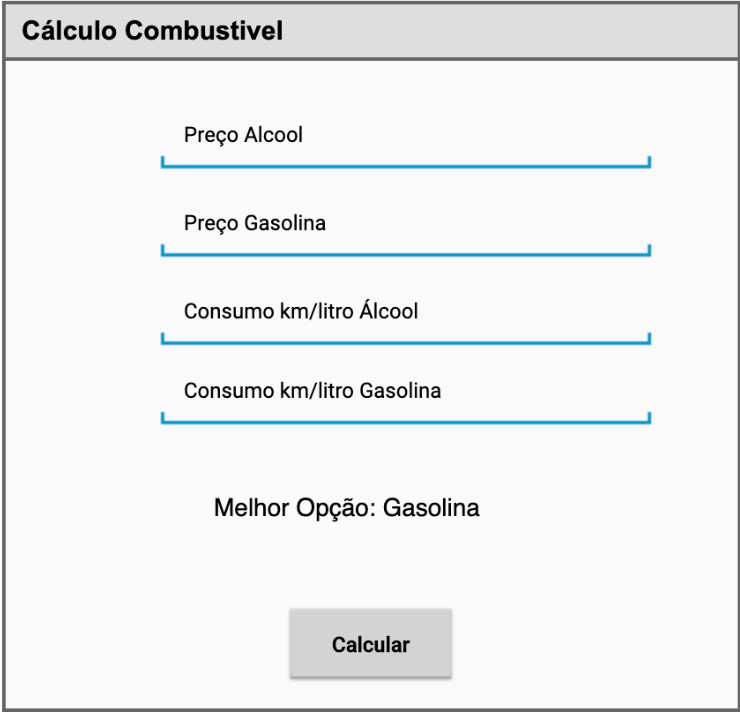 Cálculo Combustivel
Preço Alcool
Preço Gasolina
Consumo km/litro Álcool
Consumo km/litro Gasolina
Melhor Opção: Gasolina
Calcular